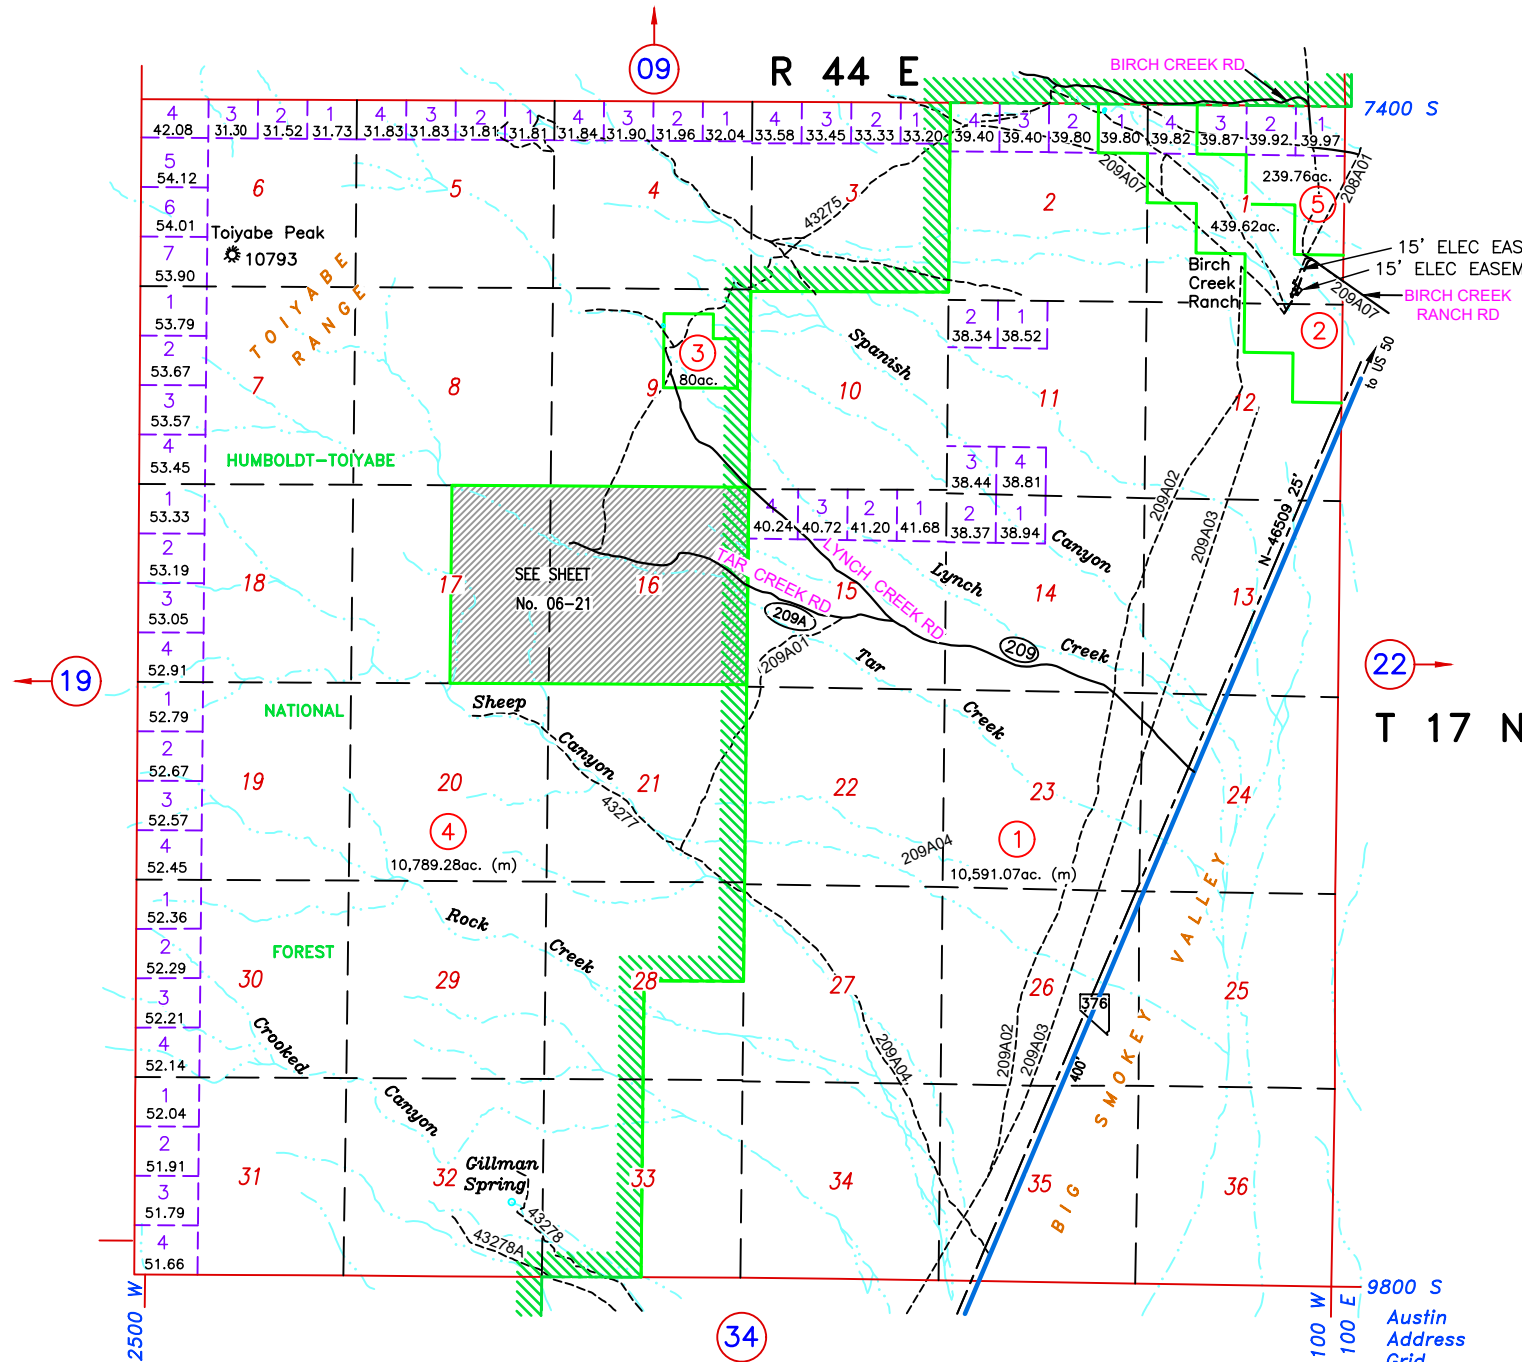 09
R 44 E
BIRCH CREEK RD
7400 S
4 3 2 1 4 3 2 1 4 3 2 1 4 3 2 1 4 3 2 1 4 3 2 1
42.08 31.30 31.52 31.73 31.83 31.83 31.81 31.81 31.84 31.90 31.96 32.04 33.58 33.45 33.33 33.20 39.40 39.40 39.80 39.80 39.82 39.87 39.92 39.97
5
54.12
6
54.01
7
53.90
6 5 4 3 2 1
43275
209A07
208A01
239.76ac.
5
439.62ac.
Toiyabe Peak
10793
TOIYABE
RANGE
Birch
Creek
Ranch
15' ELEC EAS
15' ELEC EASEM
BIRCH CREEK
RANCH RD
209A07
2
to US 50
1
53.79
2
53.67
3
53.57
4
53.45
7 8 9 10 11 12
3
80ac.
2 1
38.34 38.52
3 4
38.44 38.81
Spanish
Canyon
HUMBOLDT-TOIYABE
1
53.33
2
53.19
3
53.05
4
52.91
4 3 2 1 2 1
40.24 40.72 41.20 41.68 38.37 38.94
18 17 16 15 14 13
SEE SHEET
No. 06-21
TAR CREEK RD
LYNCH CREEK RD
209A
209
209A01
209A02
209A03
N-46509 25'
Lynch
Creek
Tar
Creek
19
22
T 17 N
1
52.79
2
52.67
3
52.57
4
52.45
NATIONAL
Sheep
Canyon
43277
19 20 21 22 23 24
4
10,789.28ac. (m)
209A04
1
10,591.07ac. (m)
1
52.36
2
52.29
3
52.21
4
52.14
FOREST
Rock
Creek
30 29 28 27 26 25
376
Crooked
Canyon
209A04
209A02
209A03
400'
BIG SMOKEY VALLEY
1
52.04
2
51.91
3
51.79
4
51.66
31 32 33 34 35 36
Gillman
Spring
43278
43278A
2500 W
34
100 W
100 E
9800 S
Austin
Address
Grid